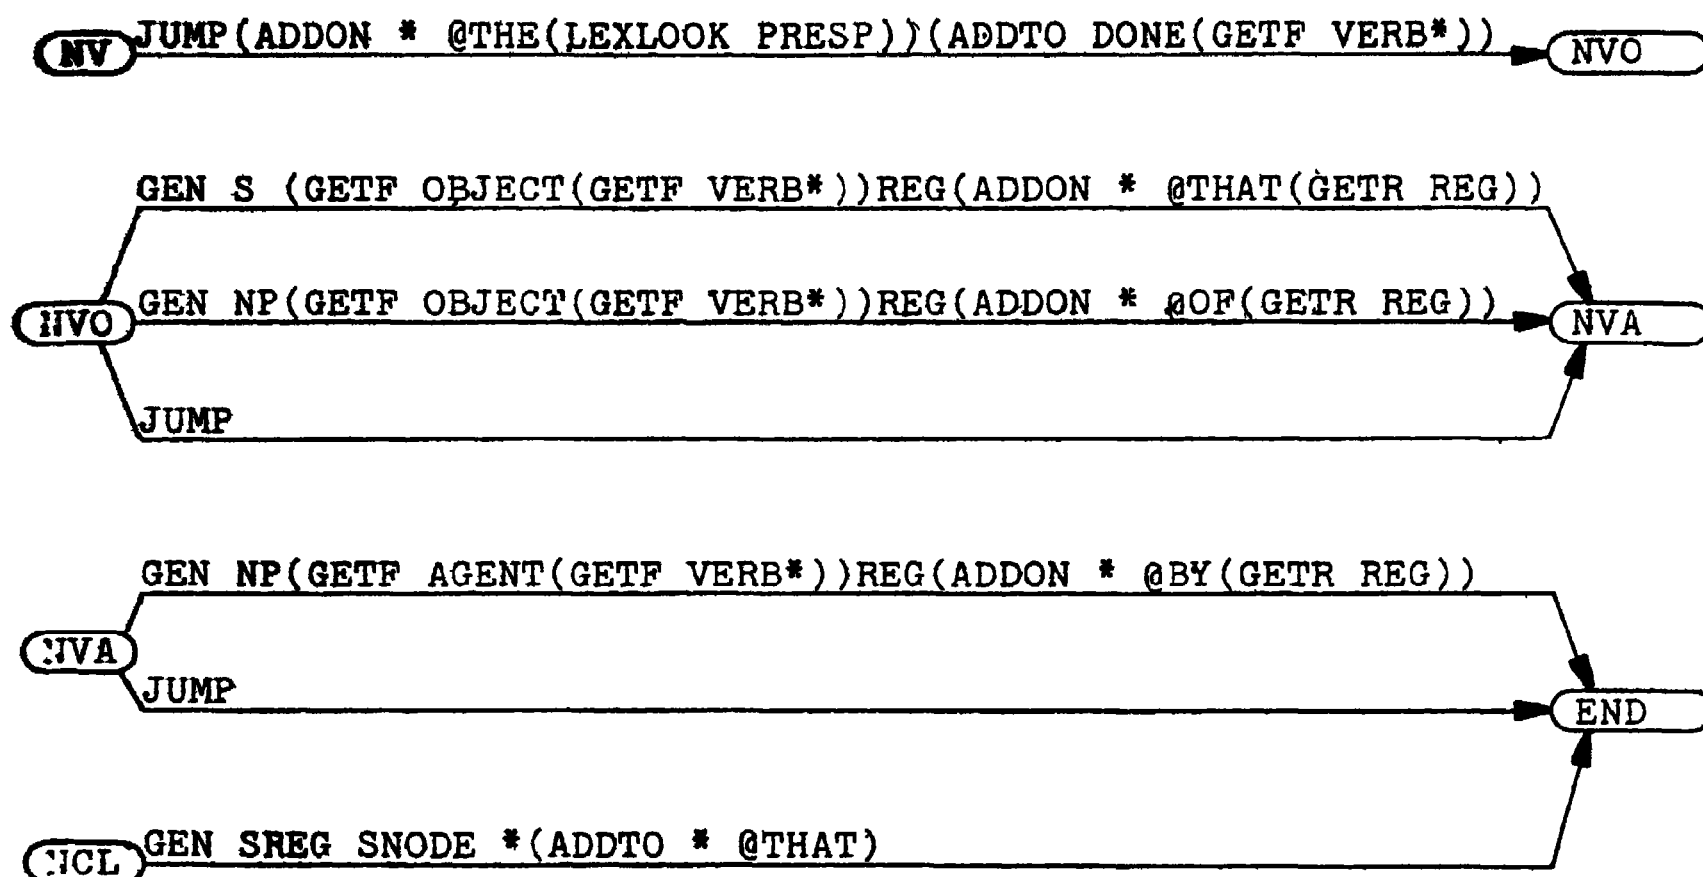 JUMP(ADDON * @THE(LEXLOOK PRESP))(ADDTO DONE(GETF VERB*))
NV NVO
GEN S (GETF OBJECT(GETF VERB*))REG(ADDON * @THAT(GETR REG))
GEN NP(GETF OBJECT(GETF VERB*))REG(ADDON * @OF(GETR REG))
NVO NVA
JUMP
GEN NP(GETF AGENT(GETF VERB*))REG(ADDON * @BY(GETR REG))
NVA
JUMP
END
GEN SREG SNODE *(ADDTO * @THAT)
NCL